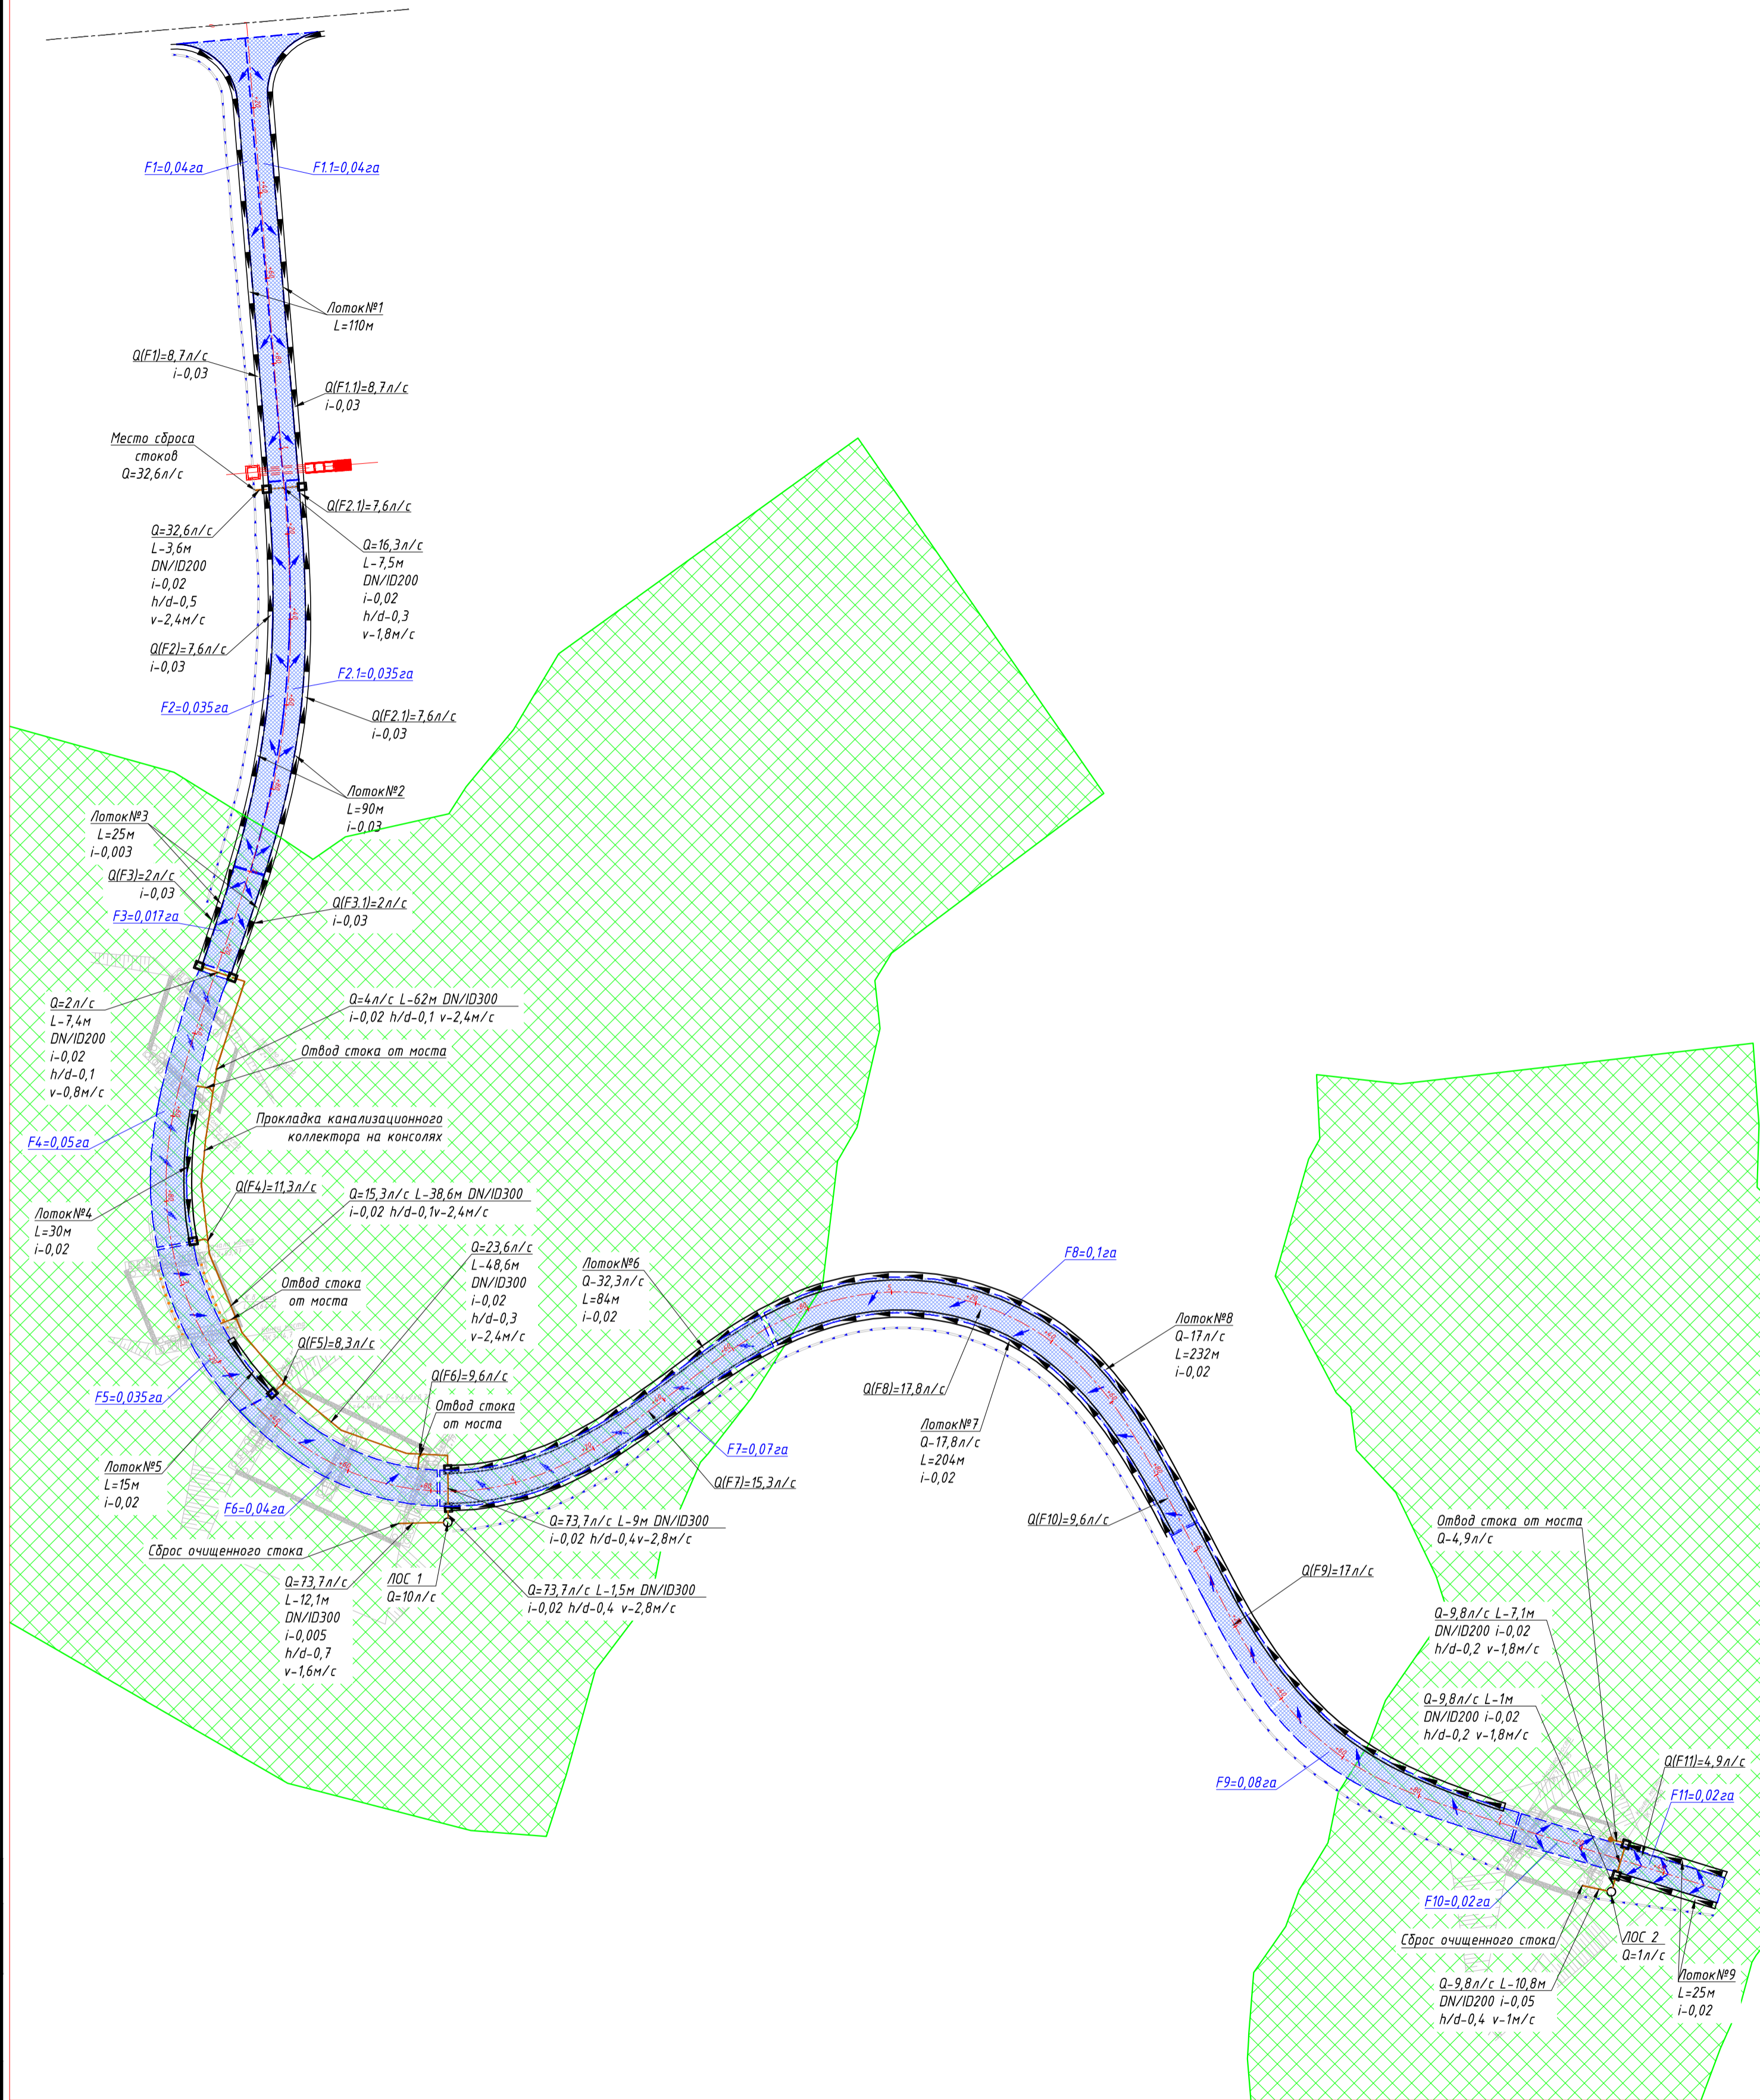 F1=0,04га
F1.1=0,04га
Лоток№1
L=110м
Q(F1)=8,7л/с
i-0,03
Q(F1.1)=8,7л/с
i-0,03
Место сброса
стоков
Q=32,6л/с
Q(F2.1)=7,6л/с
Q=32,6л/с
L-3,6м
DN/ID200
i-0,02
h/d-0,5
v-2,4м/с
Q=16,3л/с
L-7,5м
DN/ID200
i-0,02
h/d-0,3
v-1,8м/с
Q(F2)=7,6л/с
i-0,03
F2.1=0,035га
F2=0,035га
Q(F2.1)=7,6л/с
i-0,03
Лоток№2
L=90м
i-0,03
Лоток№3
L=25м
i-0,003
Q(F3)=2л/с
i-0,03
Q(F3.1)=2л/с
i-0,03
F3=0,017га
Q=2л/с
L-7,4м
DN/ID200
i-0,02
h/d-0,1
v-0,8м/с
Q=4л/с L-62м DN/ID300
i-0,02 h/d-0,1 v-2,4м/с
Отвод стока от моста
Прокладка канализационного
коллектора на консолях
F4=0,05га
Q(F4)=11,3л/с
Q=15,3л/с L-38,6м DN/ID300
i-0,02 h/d-0,1v-2,4м/с
Лоток№4
L=30м
i-0,02
Q=23,6л/с
L-48,6м
DN/ID300
i-0,02
h/d-0,3
v-2,4м/с
Лоток№6
Q-32,3л/с
L=84м
i-0,02
F8=0,1га
Отвод стока
от моста
Q(F5)=8,3л/с
Лоток№8
Q-17л/с
L=232м
i-0,02
F5=0,035га
Q(F6)=9,6л/с
Отвод стока
от моста
Q(F8)=17,8л/с
Лоток№7
Q-17,8л/с
L=204м
i-0,02
F7=0,07га
Q(F7)=15,3л/с
Лоток№5
L=15м
i-0,02
F6=0,04га
Q(F10)=9,6л/с
Q=73,7л/с L-9м DN/ID300
i-0,02 h/d-0,4v-2,8м/с
Сброс очищенного стока
Q=73,7л/с
L-12,1м
DN/ID300
i-0,005
h/d-0,7
v-1,6м/с
ЛОС 1
Q=10л/с
Q=73,7л/с L-1,5м DN/ID300
i-0,02 h/d-0,4 v-2,8м/с
Отвод стока от моста
Q-4,9л/с
Q(F9)=17л/с
Q-9,8л/с L-7,1м
DN/ID200 i-0,02
h/d-0,2 v-1,8м/с
Q-9,8л/с L-1м
DN/ID200 i-0,02
h/d-0,2 v-1,8м/с
Q(F11)=4,9л/с
F11=0,02га
F9=0,08га
F10=0,02га
Сброс очищенного стока
ЛОС 2
Q=1л/с
Q-9,8л/с L-10,8м
DN/ID200 i-0,05
h/d-0,4 v-1м/с
Лоток№9
L=25м
i-0,02